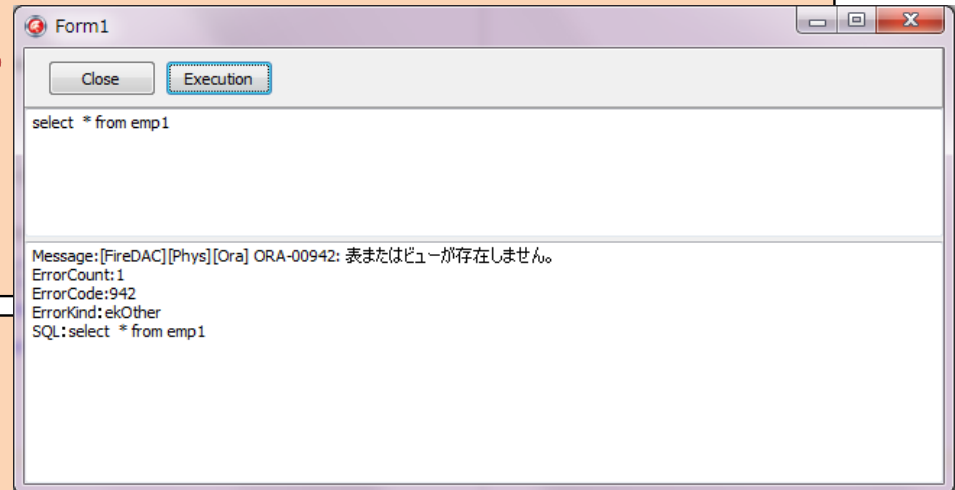 Form1
Close Execution
select * from emp1
Message:[FireDAC][Phys][Ora] ORA-00942: 表またはビューが存在しません。
ErrorCount:1
ErrorCode:942
ErrorKind:ekOther
SQL:select * from emp1